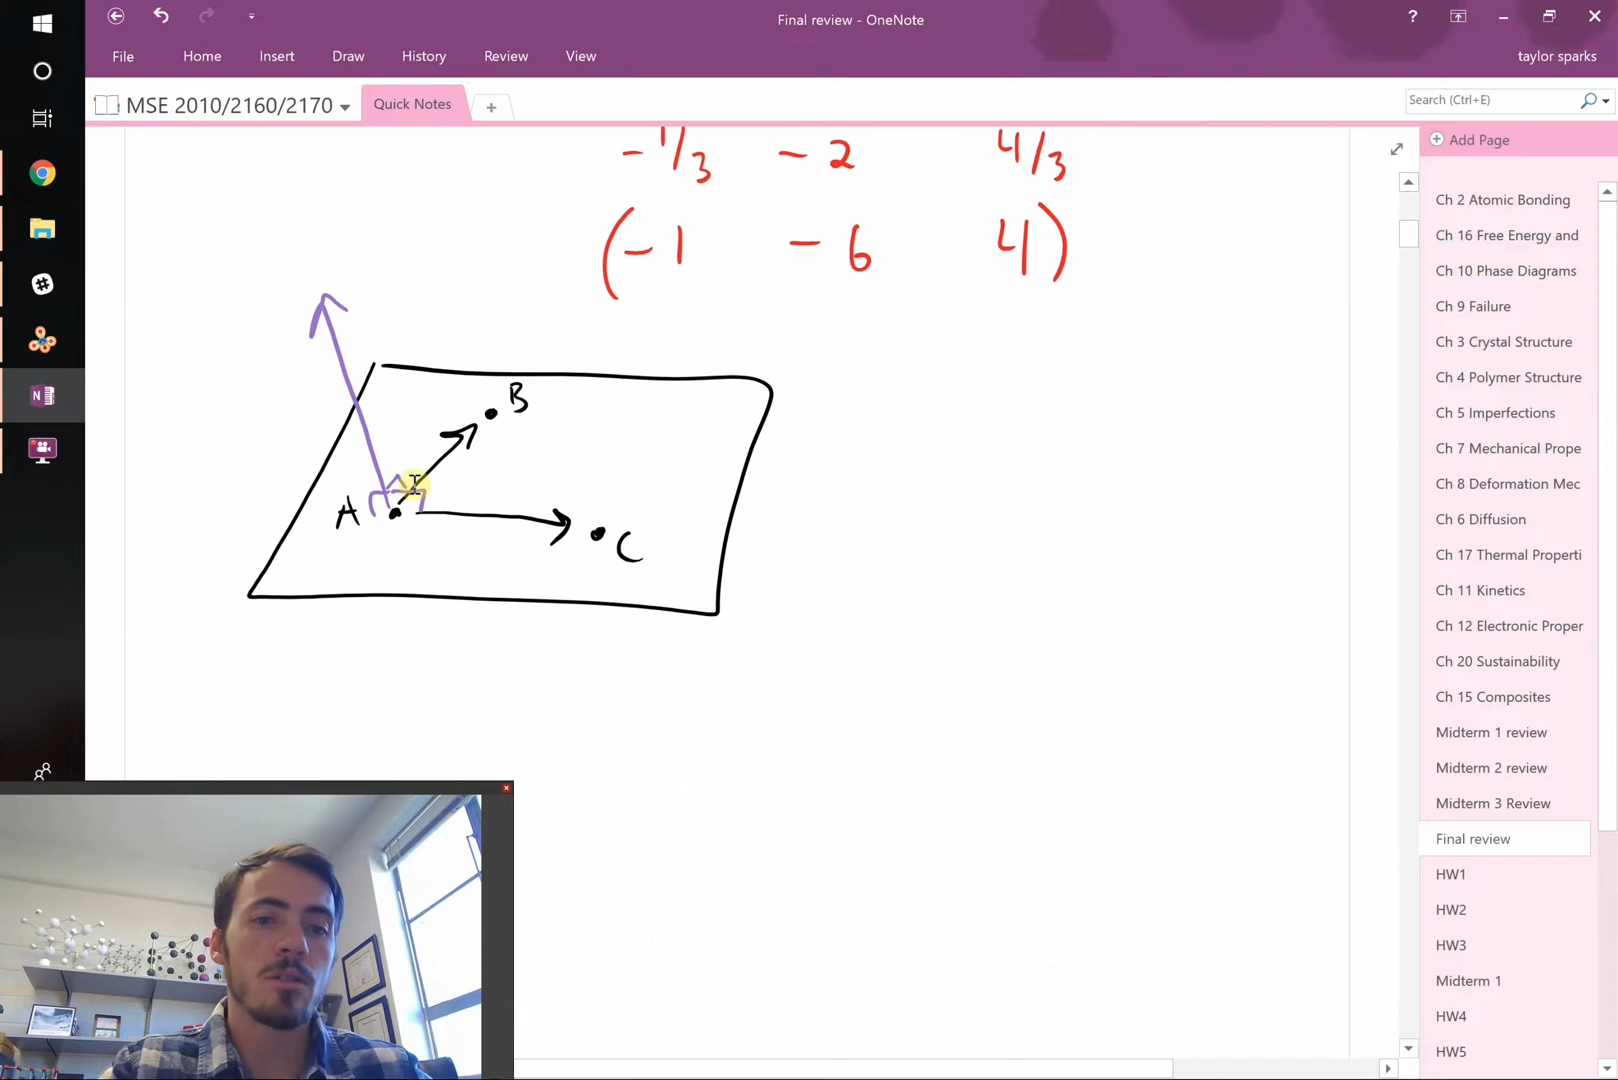 Final review - OneNote
?
File Home Insert Draw History Review View
taylor sparks
MSE 2010/2160/2170
Quick Notes
+
Search (Ctrl+E)
Add Page
- 1/3 - 2 4/3
(-1 - 6 4)
B
A
C
Ch 2 Atomic Bonding
Ch 16 Free Energy and
Ch 10 Phase Diagrams
Ch 9 Failure
Ch 3 Crystal Structure
Ch 4 Polymer Structure
Ch 5 Imperfections
Ch 7 Mechanical Prope
Ch 8 Deformation Mec
Ch 6 Diffusion
Ch 17 Thermal Properti
Ch 11 Kinetics
Ch 12 Electronic Proper
Ch 20 Sustainability
Ch 15 Composites
Midterm 1 review
Midterm 2 review
Midterm 3 Review
Final review
HW1
HW2
HW3
Midterm 1
HW4
HW5